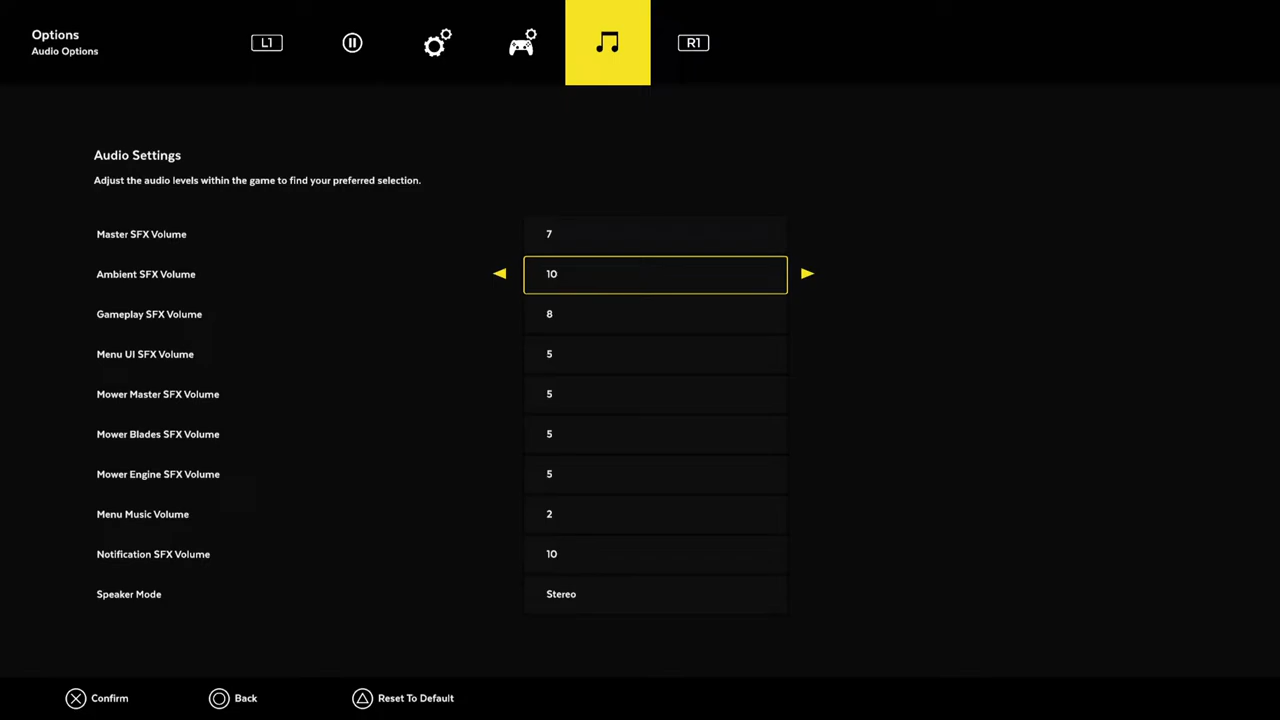 Options
Audio Options
L1
R1
Audio Settings
Adjust the audio levels within the game to find your preferred selection.
Master SFX Volume 7
Ambient SFX Volume 10
Gameplay SFX Volume 8
Menu UI SFX Volume 5
Mower Master SFX Volume 5
Mower Blades SFX Volume 5
Mower Engine SFX Volume 5
Menu Music Volume 2
Notification SFX Volume 10
Speaker Mode Stereo
Confirm Back Reset To Default